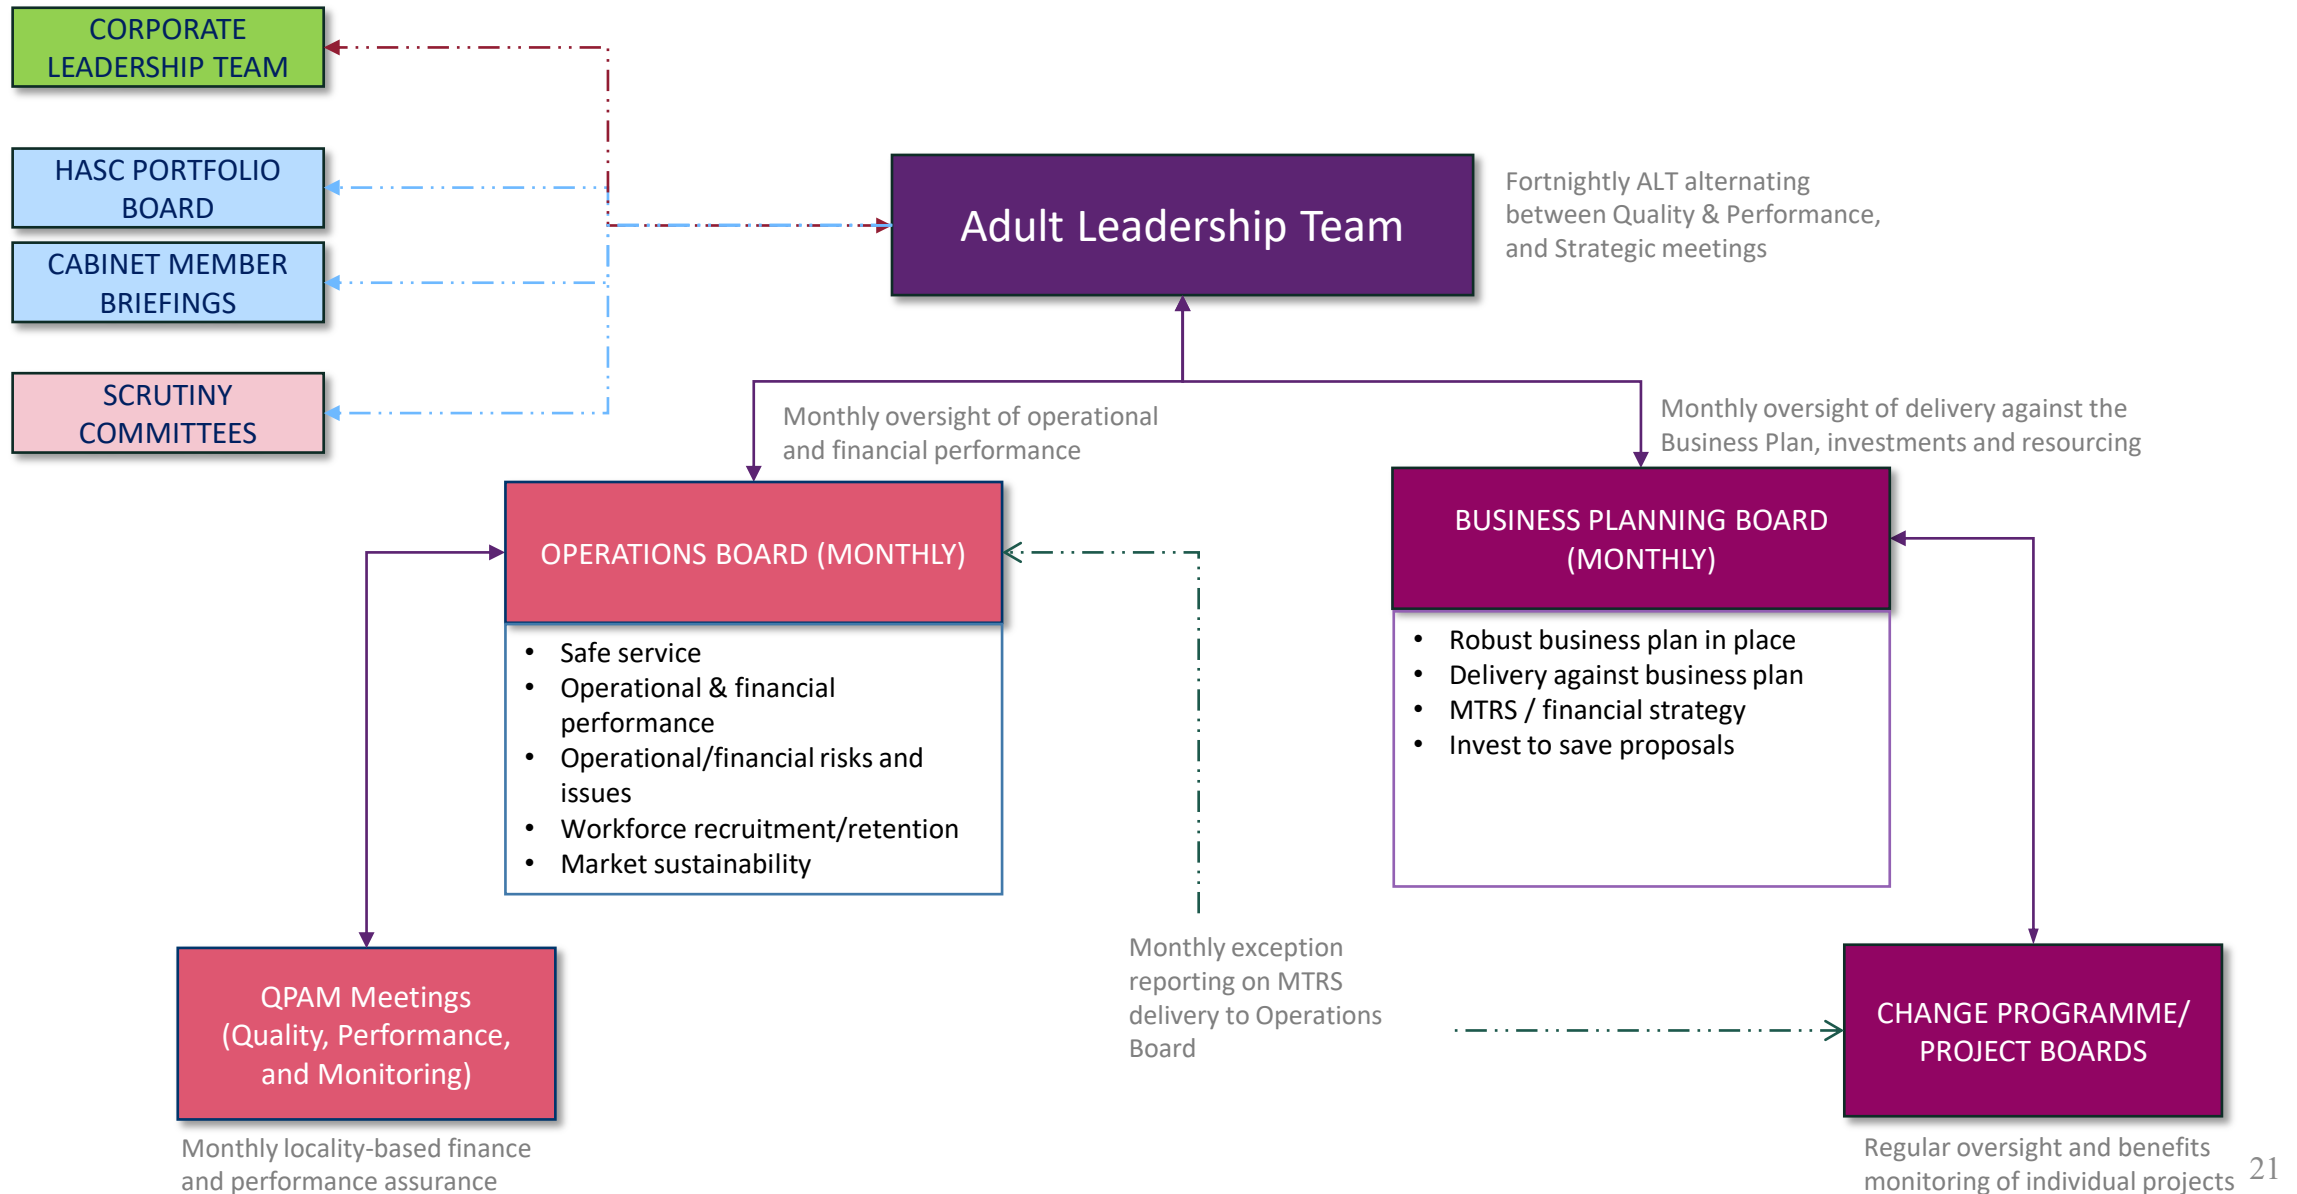 CORPORATE
LEADERSHIP TEAM
HASC PORTFOLIO
BOARD
CABINET MEMBER
BRIEFINGS
SCRUTINY
COMMITTEES
Adult Leadership Team
Fortnightly ALT alternating
between Quality & Performance,
and Strategic meetings
Monthly oversight of operational
and financial performance
Monthly oversight of delivery against the
Business Plan, investments and resourcing
OPERATIONS BOARD (MONTHLY)
• Safe service
• Operational & financial
performance
• Operational/financial risks and
issues
• Workforce recruitment/retention
• Market sustainability
BUSINESS PLANNING BOARD
(MONTHLY)
• Robust business plan in place
• Delivery against business plan
• MTRS / financial strategy
• Invest to save proposals
QPAM Meetings
(Quality, Performance,
and Monitoring)
Monthly locality-based finance
and performance assurance
Monthly exception
reporting on MTRS
delivery to Operations
Board
CHANGE PROGRAMME/
PROJECT BOARDS
Regular oversight and benefits
monitoring of individual projects
21